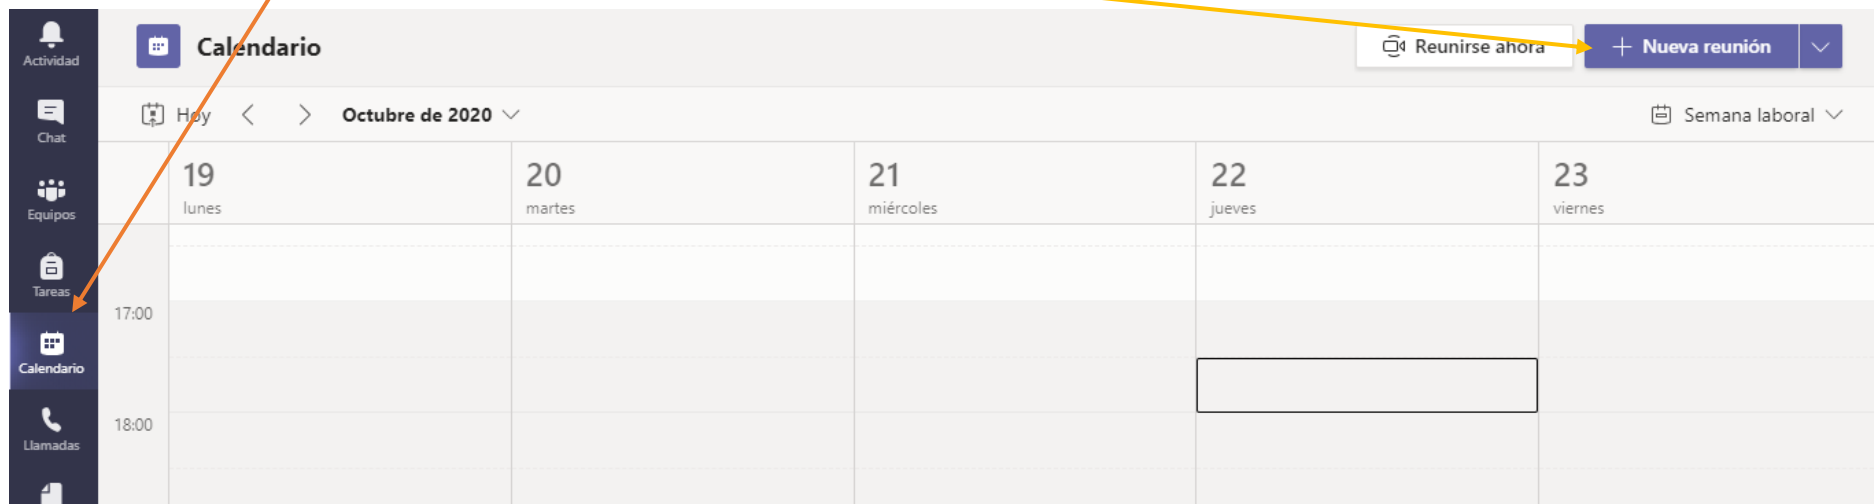 Actividad
Chat
Equipos
Tareas
Calendario
Llamadas
Calendario
Reunirse ahora
+ Nueva reunión
Hoy
Octubre de 2020
Semana laboral
19
lunes
20
martes
21
miércoles
22
jueves
23
viernes
17:00
18:00